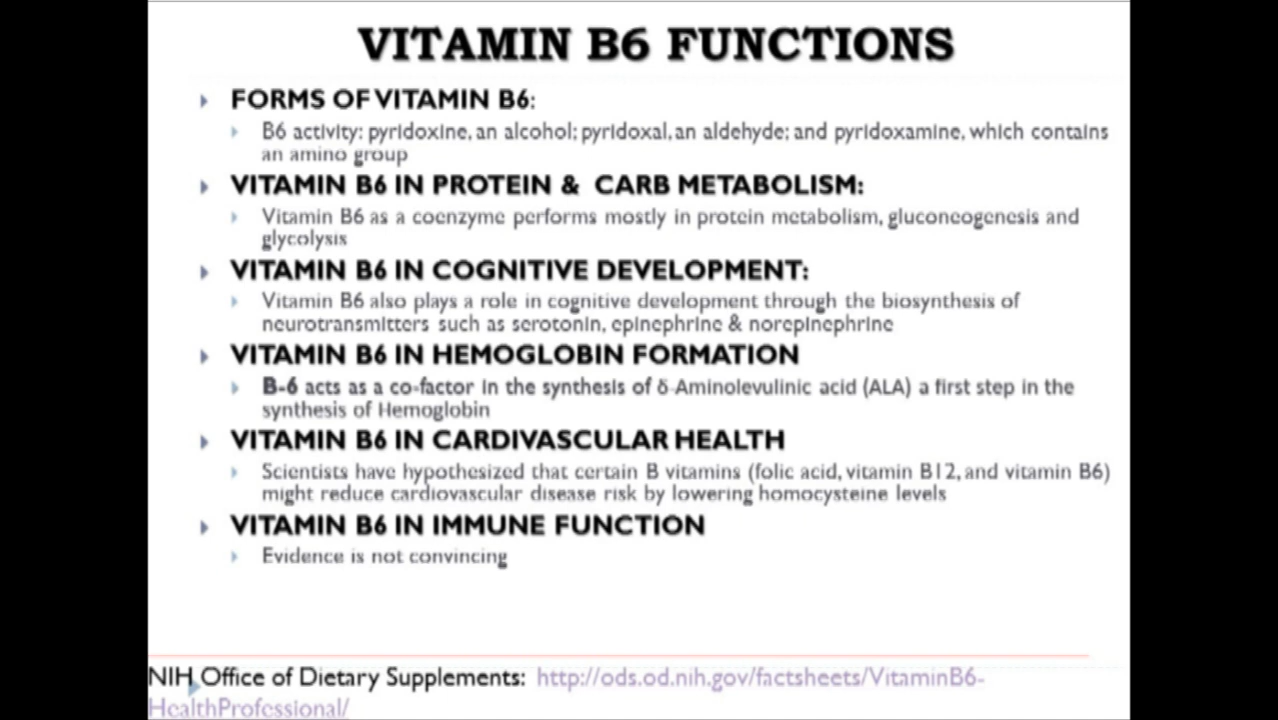 VITAMIN B6 FUNCTIONS
FORMS OF VITAMIN B6:
B6 activity: pyridoxine, an alcohol; pyridoxal, an aldehyde; and pyridoxamine, which contains
an amino group
VITAMIN B6 IN PROTEIN & CARB METABOLISM:
Vitamin B6 as a coenzyme performs mostly in protein metabolism, gluconeogenesis and
glycolysis
VITAMIN B6 IN COGNITIVE DEVELOPMENT:
Vitamin B6 also plays a role in cognitive development through the biosynthesis of
neurotransmitters such as serotonin, epinephrine & norepinephrine
VITAMIN B6 IN HEMOGLOBIN FORMATION
B-6 acts as a co-factor in the synthesis of δ-Aminolevulinic acid (ALA) a first step in the
synthesis of Hemoglobin
VITAMIN B6 IN CARDIVASCULAR HEALTH
Scientists have hypothesized that certain B vitamins (folic acid, vitamin B12, and vitamin B6)
might reduce cardiovascular disease risk by lowering homocysteine levels
VITAMIN B6 IN IMMUNE FUNCTION
Evidence is not convincing
NIH Office of Dietary Supplements: http://ods.od.nih.gov/factsheets/VitaminB6-
HealthProfessional/